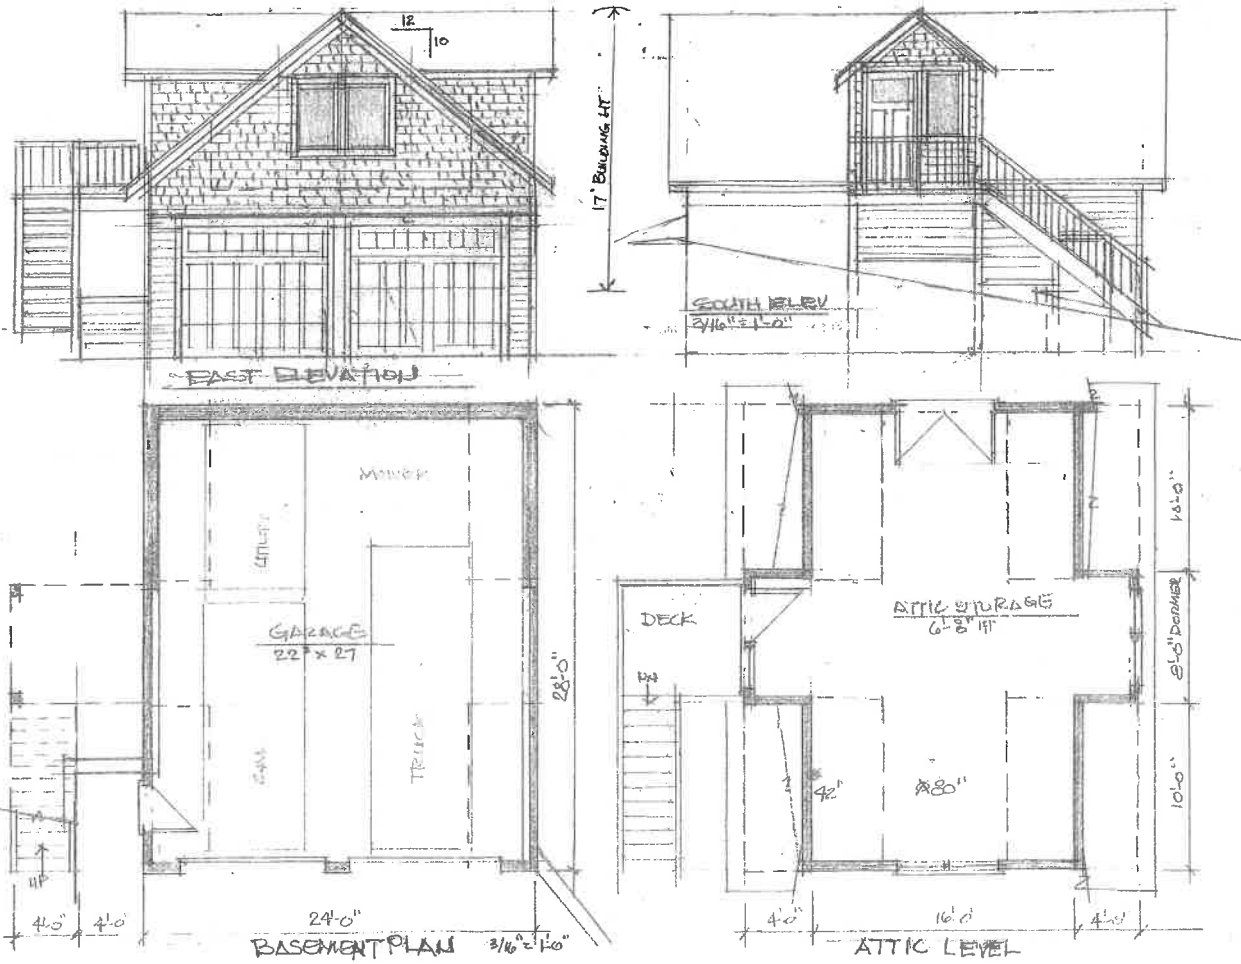 12
10
17' BUILDING HT
SOUTH ELEV
3/16" = 1'-0"
EAST ELEVATION
MOWER
UTILITY
GARAGE
22³ x 27
CAR
TRUCK
28'-0"
UP
4'-0"
4'-0"
24'-0"
BASEMENT PLAN
3/16" = 1'-0"
DECK
DN
ATTIC STORAGE
6'-8" HT
10'-0"
8'-0" DORMER
10'-0"
42"
80"
4'-0"
16'-0"
4'-0"
ATTIC LEVEL